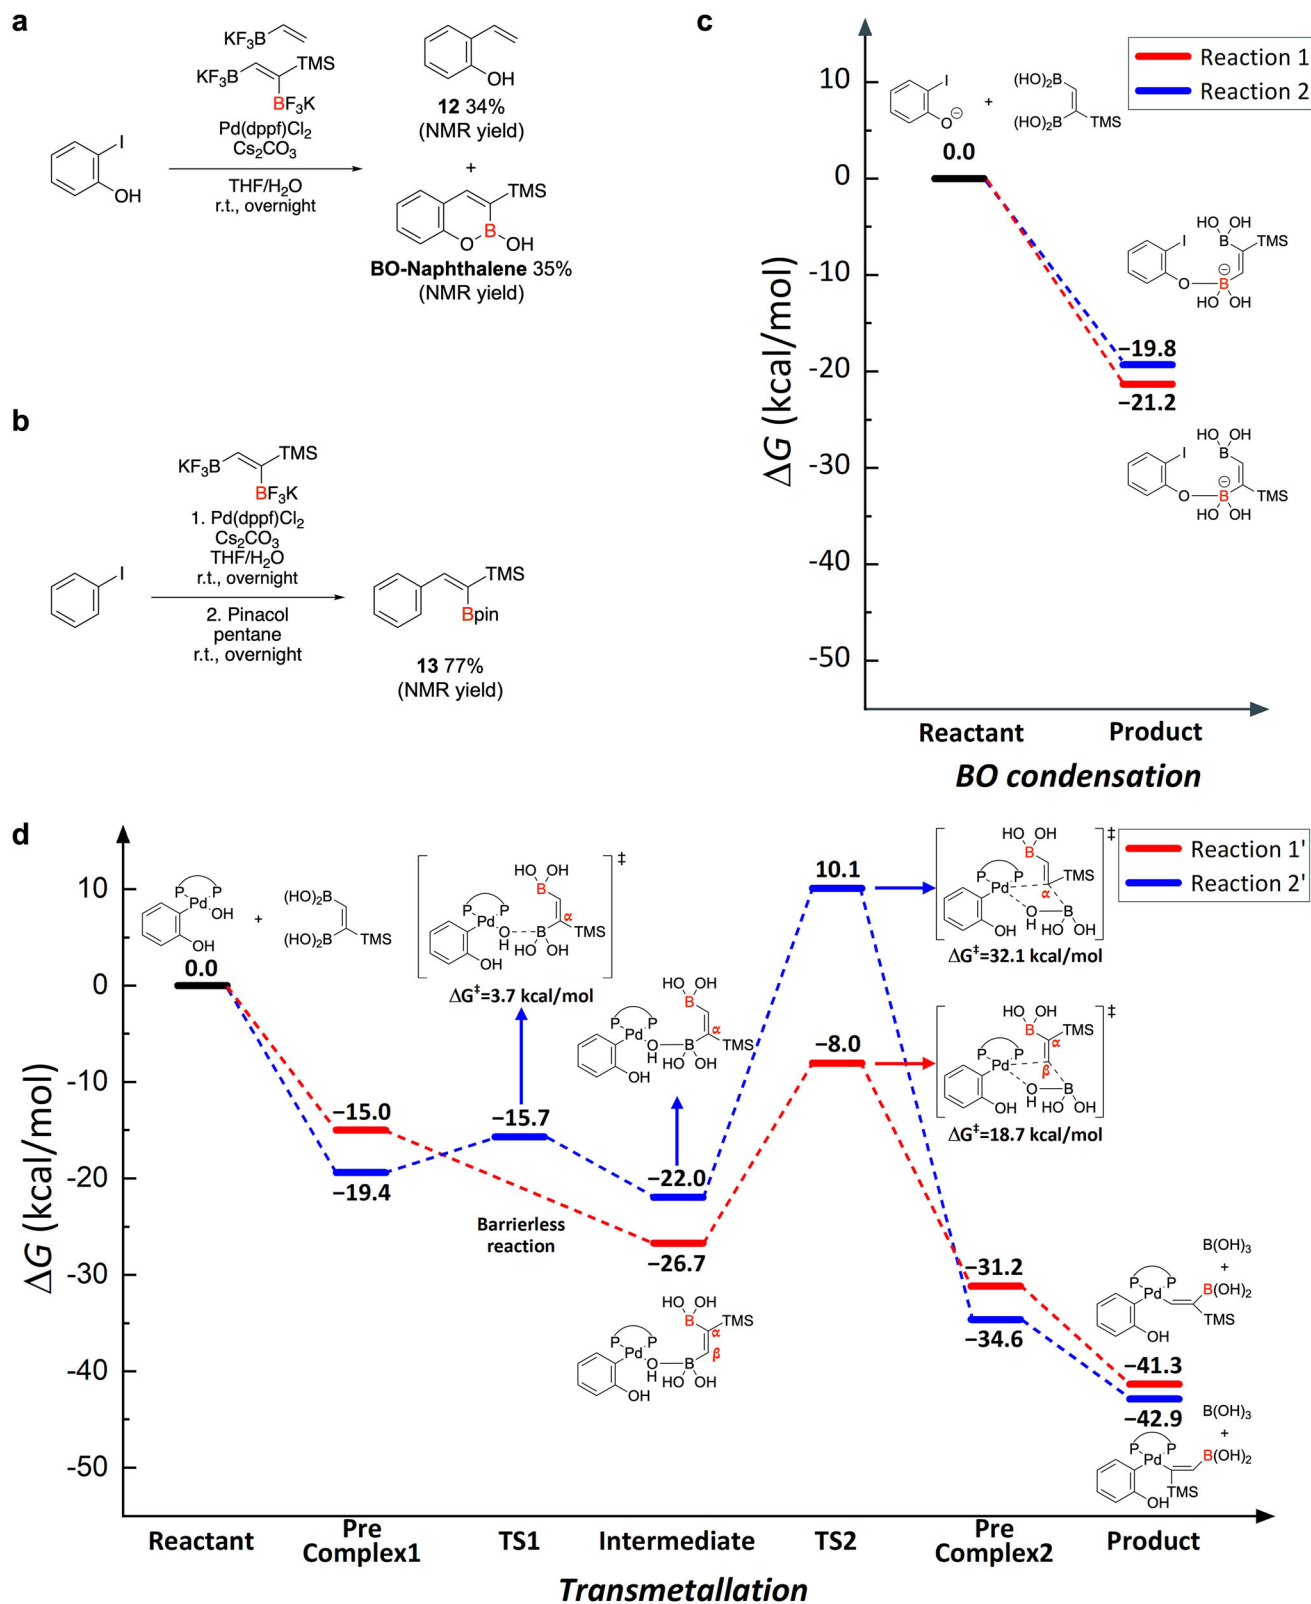 a
KF₃B
KF₃B
TMS
BF₃K
Pd(dppf)Cl₂
Cs₂CO₃
THF/H₂O
r.t., overnight
I
OH
OH
12 34%
(NMR yield)
+
TMS
O
B
OH
BO-Naphthalene 35%
(NMR yield)
b
KF₃B
TMS
BF₃K
1. Pd(dppf)Cl₂
Cs₂CO₃
THF/H₂O
r.t., overnight
2. Pinacol
pentane
r.t., overnight
I
TMS
Bpin
13 77%
(NMR yield)
c
Reaction 1
Reaction 2
ΔG (kcal/mol)
10
0
-10
-20
-30
-40
-50
I
O⊖
+
(HO)₂B
(HO)₂B
TMS
0.0
HO OH
B
TMS
I
O
B
⊖
HO OH
−19.8
−21.2
HO OH
B
I
O
B
⊖
TMS
HO OH
Reactant
Product
BO condensation
d
Reaction 1'
Reaction 2'
ΔG (kcal/mol)
10
0
-10
-20
-30
-40
-50
P P
Pd
OH
OH
+
(HO)₂B
(HO)₂B
TMS
0.0
−15.0
−19.4
HO OH
B
α
P P
Pd
O
H
B
TMS
HO OH
OH
‡
ΔG‡=3.7 kcal/mol
−15.7
Barrierless
reaction
HO OH
B
α
P P
Pd
O
H
B
TMS
HO OH
OH
−22.0
−26.7
HO OH
B
TMS
α
β
P P
Pd
O
H
B
HO OH
OH
10.1
HO OH
B
TMS
P P
Pd
α
O
H
B
HO OH
OH
‡
ΔG‡=32.1 kcal/mol
−8.0
HO OH
B
TMS
α
P P
Pd
β
O
H
B
HO OH
OH
‡
ΔG‡=18.7 kcal/mol
−31.2
−34.6
B(OH)₃
+
P P
Pd
B(OH)₂
TMS
OH
−41.3
−42.9
B(OH)₃
+
P P
Pd
B(OH)₂
TMS
OH
Reactant
Pre
Complex1
TS1
Intermediate
TS2
Pre
Complex2
Product
Transmetallation